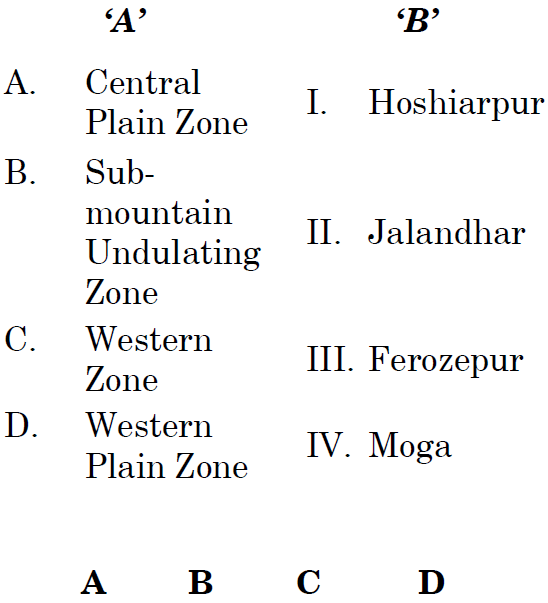 ‘A’ ‘B’
A. Central Plain Zone I. Hoshiarpur
B. Sub-mountain Undulating Zone II. Jalandhar
C. Western Zone III. Ferozepur
D. Western Plain Zone IV. Moga
A B C D